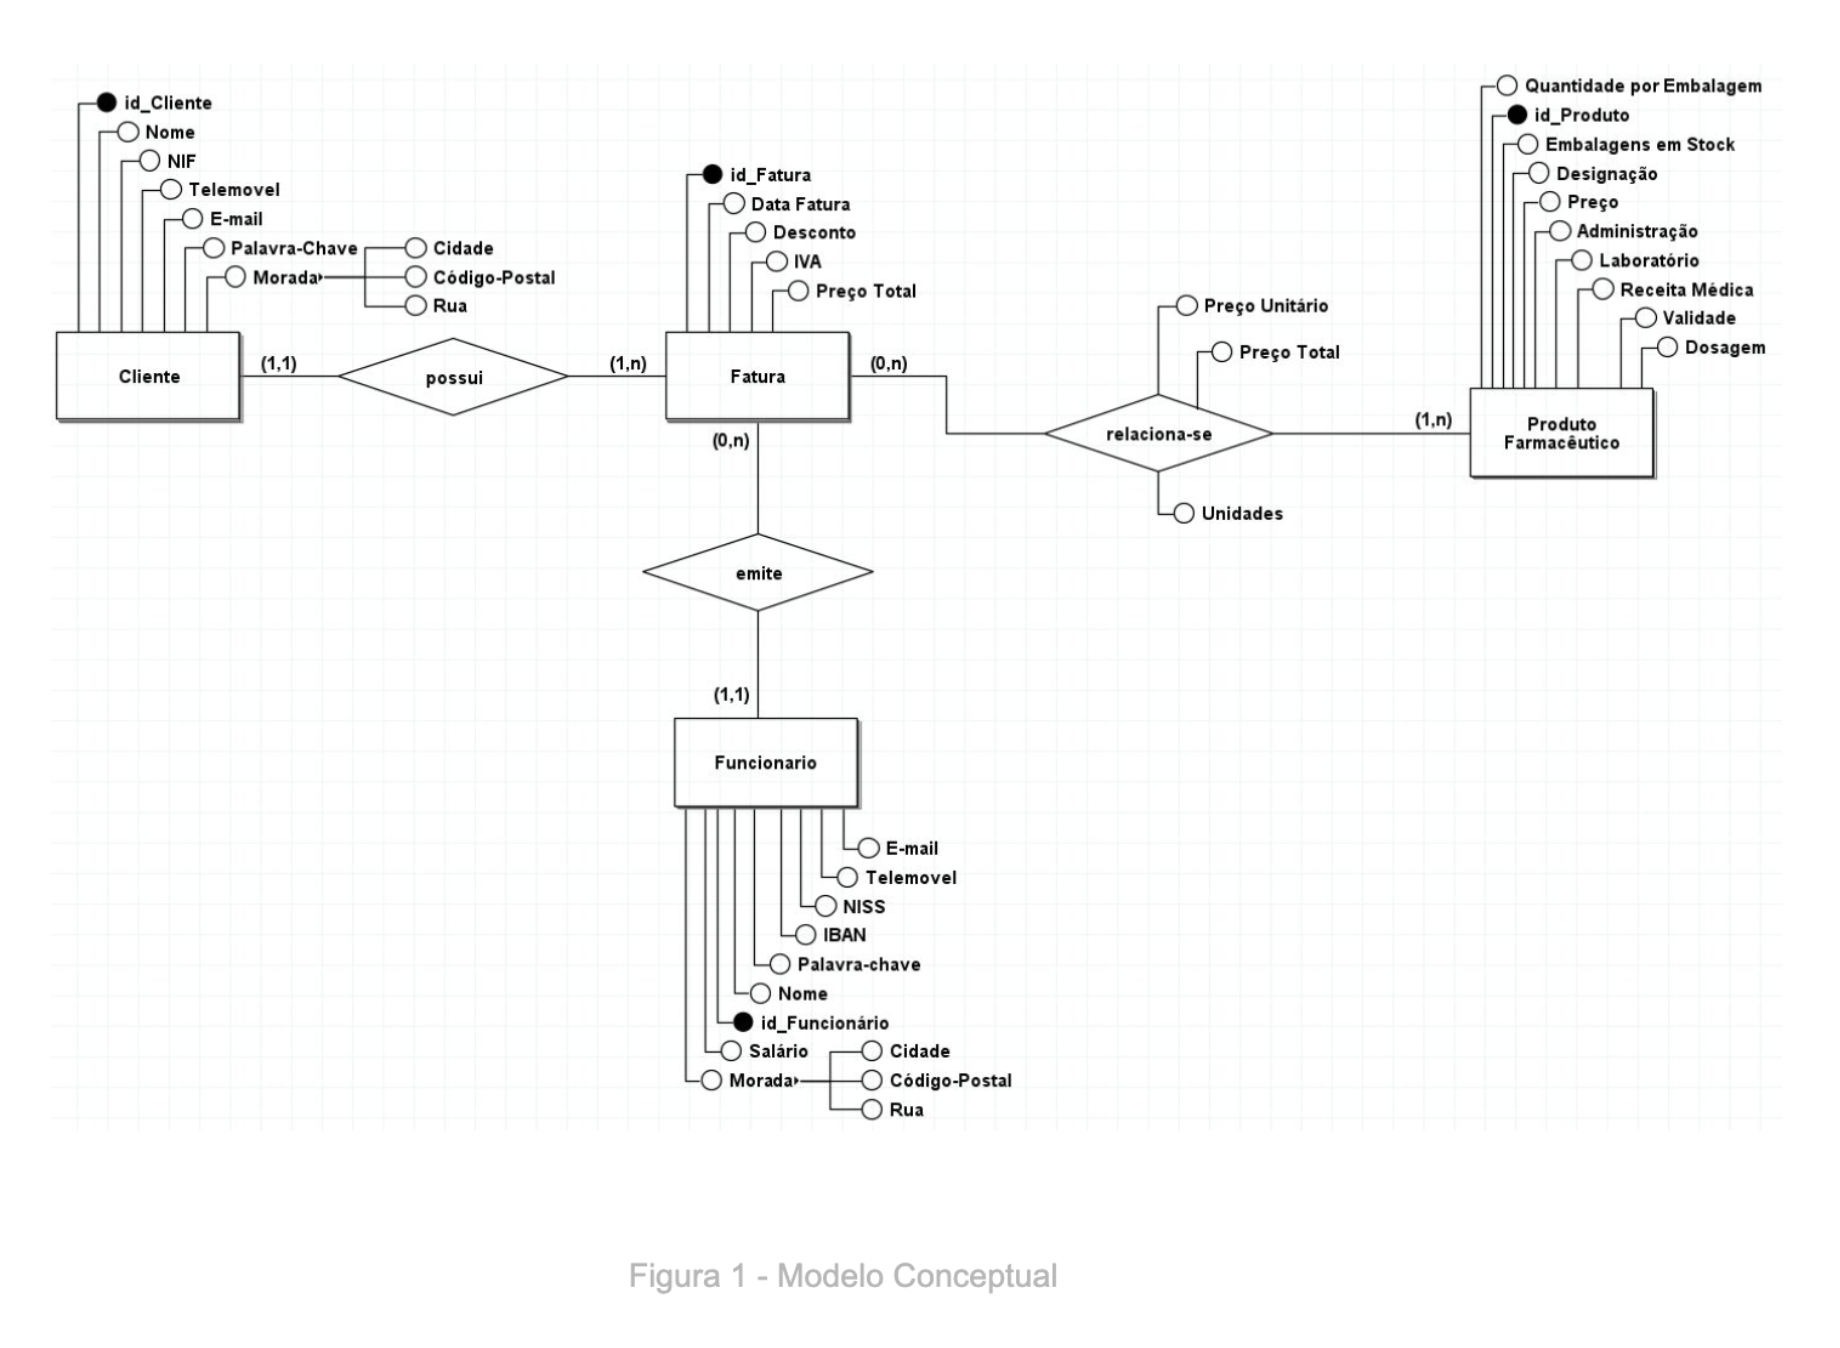 id_Cliente
Nome
NIF
Telemovel
E-mail
Palavra-Chave
Morada
Cidade
Código-Postal
Rua
Cliente
(1,1)
possui
(1,n)
id_Fatura
Data Fatura
Desconto
IVA
Preço Total
Fatura
(0,n)
(0,n)
Preço Unitário
Preço Total
relaciona-se
Unidades
(1,n)
Quantidade por Embalagem
id_Produto
Embalagens em Stock
Designação
Preço
Administração
Laboratório
Receita Médica
Validade
Dosagem
Produto
Farmacêutico
emite
(1,1)
Funcionario
E-mail
Telemovel
NISS
IBAN
Palavra-chave
Nome
id_Funcionário
Salário
Morada
Cidade
Código-Postal
Rua
Figura 1 - Modelo Conceptual